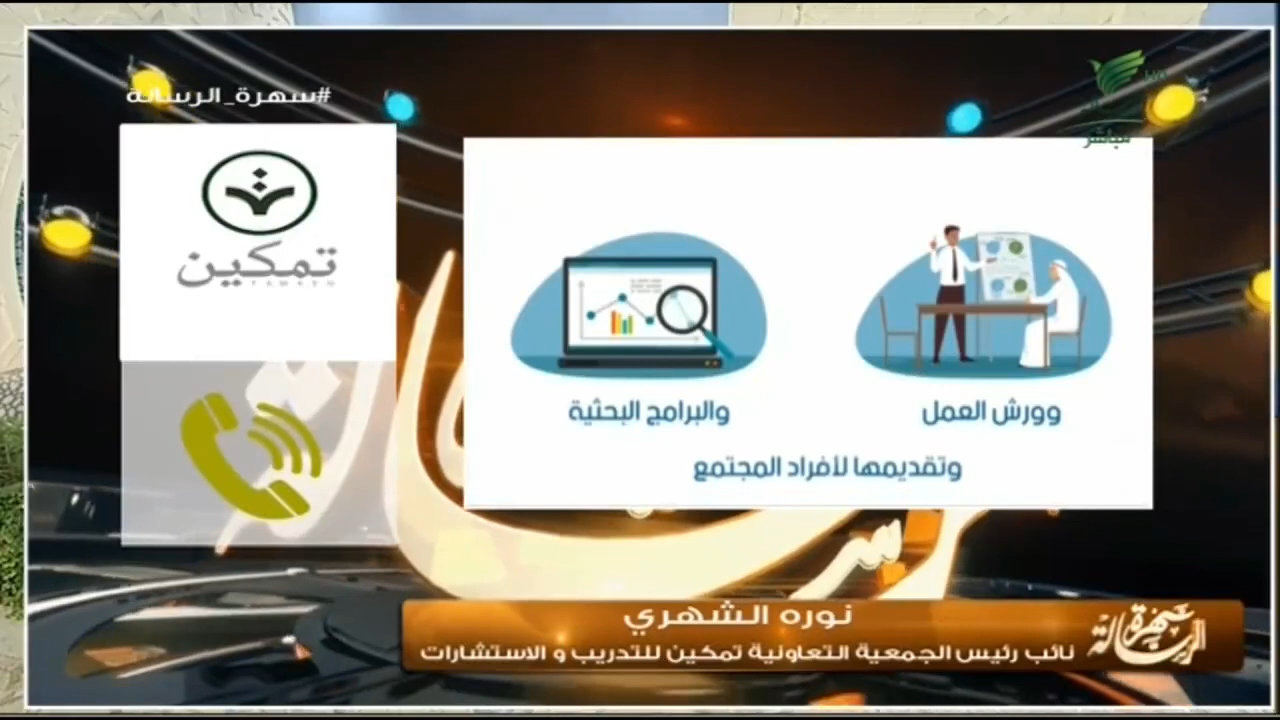 #سهرة_الرسالة
مباشر
تمكين
TAMKEEN
وورش العمل
والبرامج البحثية
وتقديمها لأفراد المجتمع
نوره الشهري
نائب رئيس الجمعية التعاونية تمكين للتدريب و الاستشارات
سهرة الرسالة